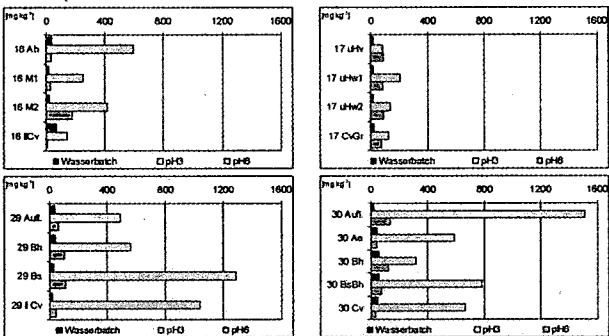 [mg kg⁻¹] 0 400 800 1200 1600
16 Ah
16 M1
16 M2
16 IICv
Wasserbatch pH3 pH6
[mg kg⁻¹] 0 400 800 1200 1600
17 uHv
17 uHw1
17 uHw2
17 CvGr
Wasserbatch pH3 pH6
[mg kg⁻¹] 0 400 800 1200 1600
29 Aufl.
29 Bh
29 Bs
29 II Cv
Wasserbatch pH3 pH6
[mg kg⁻¹] 0 400 800 1200 1600
30 Aufl.
30 Ae
30 Bh
30 BsBh
30 Cv
Wasserbatch pH3 pH6